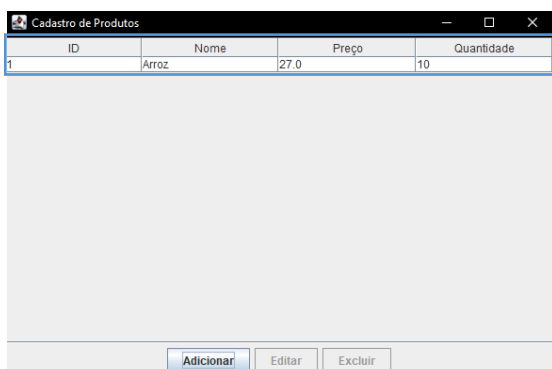 Cadastro de Produtos
ID Nome Preço Quantidade
1 Arroz 27.0 10
Adicionar Editar Excluir